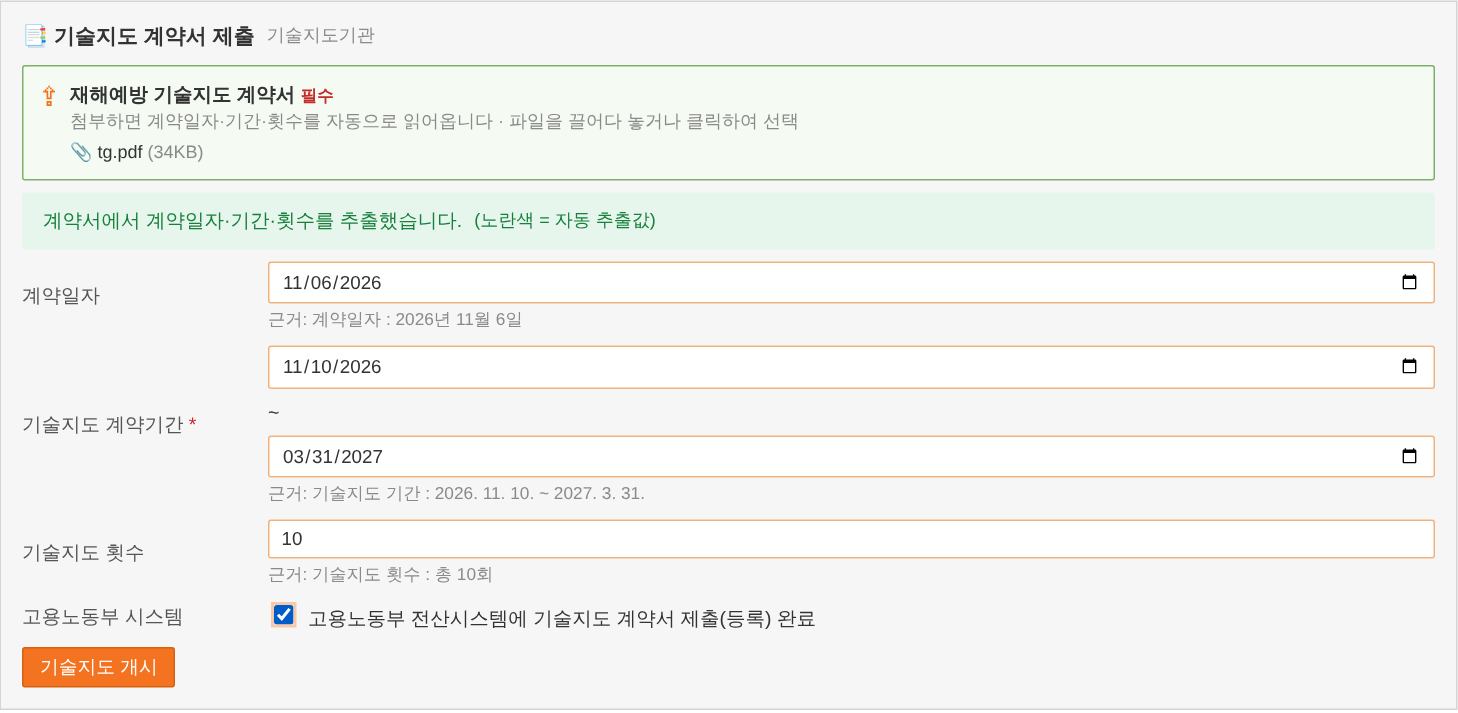 기술지도 계약서 제출 기술지도기관
재해예방 기술지도 계약서 필수
첨부하면 계약일자·기간·횟수를 자동으로 읽어옵니다 · 파일을 끌어다 놓거나 클릭하여 선택
tg.pdf (34KB)
계약서에서 계약일자·기간·횟수를 추출했습니다. (노란색 = 자동 추출값)
계약일자
11/06/2026
근거: 계약일자 : 2026년 11월 6일
기술지도 계약기간 *
11/10/2026
~
03/31/2027
근거: 기술지도 기간 : 2026. 11. 10. ~ 2027. 3. 31.
기술지도 횟수
10
근거: 기술지도 횟수 : 총 10회
고용노동부 시스템
고용노동부 전산시스템에 기술지도 계약서 제출(등록) 완료
기술지도 개시